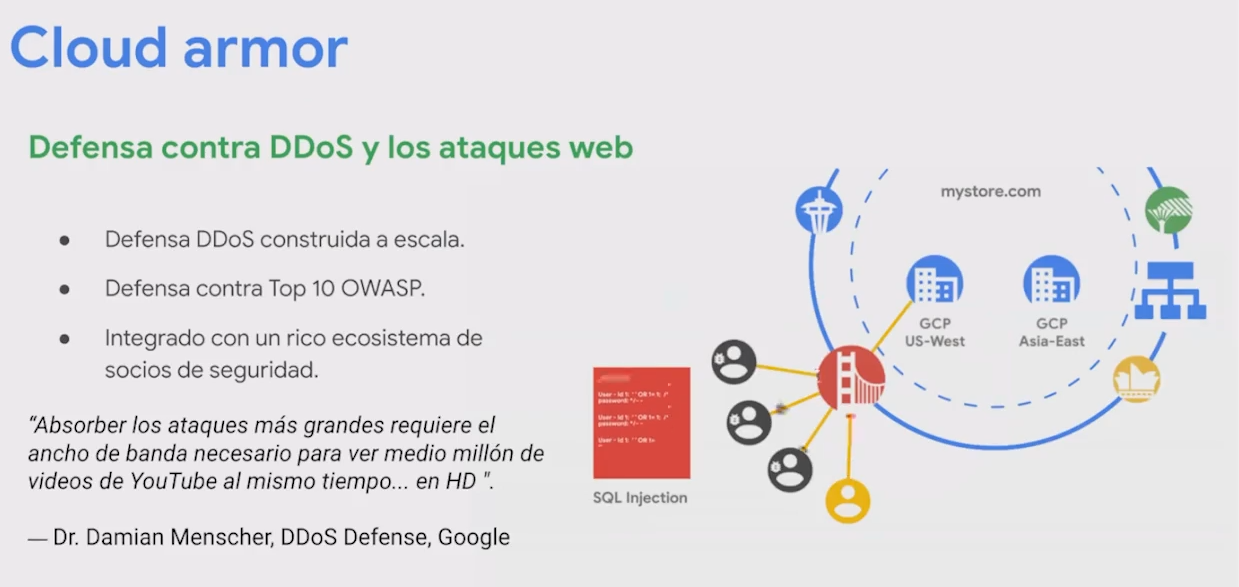 Cloud armor
Defensa contra DDoS y los ataques web
● Defensa DDoS construida a escala.
● Defensa contra Top 10 OWASP.
● Integrado con un rico ecosistema de
socios de seguridad.
“Absorber los ataques más grandes requiere el
ancho de banda necesario para ver medio millón de
videos de YouTube al mismo tiempo... en HD ".
— Dr. Damian Menscher, DDoS Defense, Google
mystore.com
GCP
US-West
GCP
Asia-East
User - Id 1: ` ` OR 1= 1; /*
password: */- -
User - Id 1: ` ` OR 1= 1; /*
password: */- -
User - Id 1: ` ` OR 1=
SQL Injection